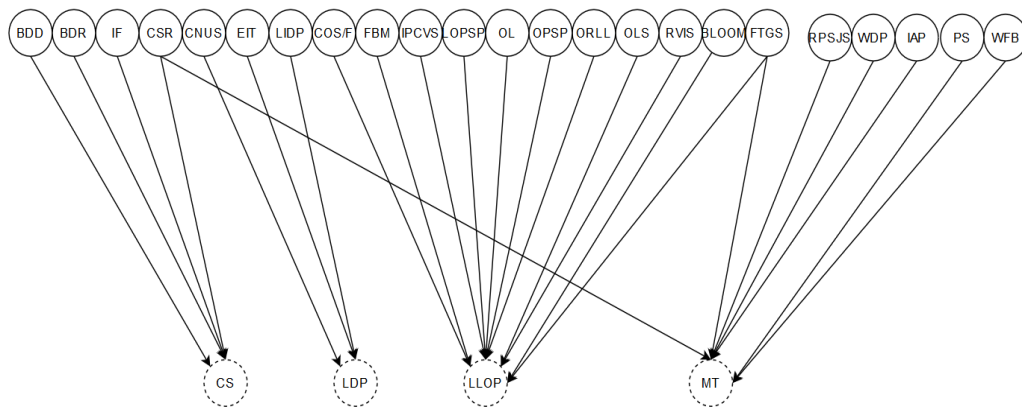 BDD BDR IF CSR CNUS EIT LIDP COS/F FBM IPCVS LOPSP OL OPSP ORLL OLS RVIS BLOOM FTGS RPSJS WDP IAP PS WFB
CS LDP LLOP MT